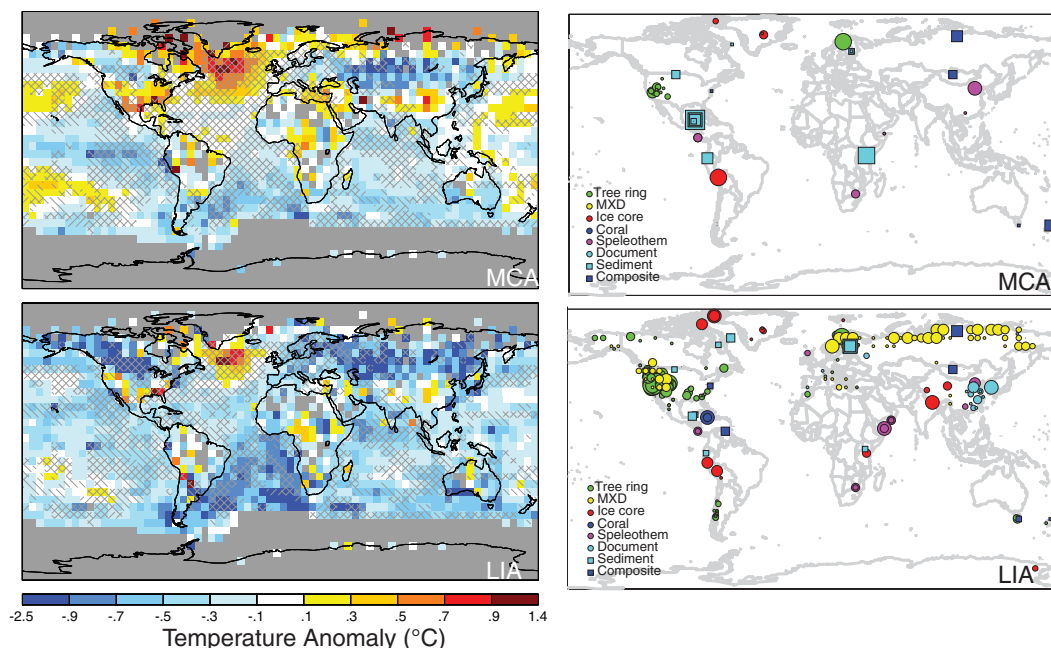 MCA
Tree ring
MXD
Ice core
Coral
Speleothem
Document
Sediment
Composite
MCA
LIA
Tree ring
MXD
Ice core
Coral
Speleothem
Document
Sediment
Composite
LIA
-2.5 -.9 -.7 -.5 -.3 -.1 .1 .3 .5 .7 .9 1.4
Temperature Anomaly (°C)